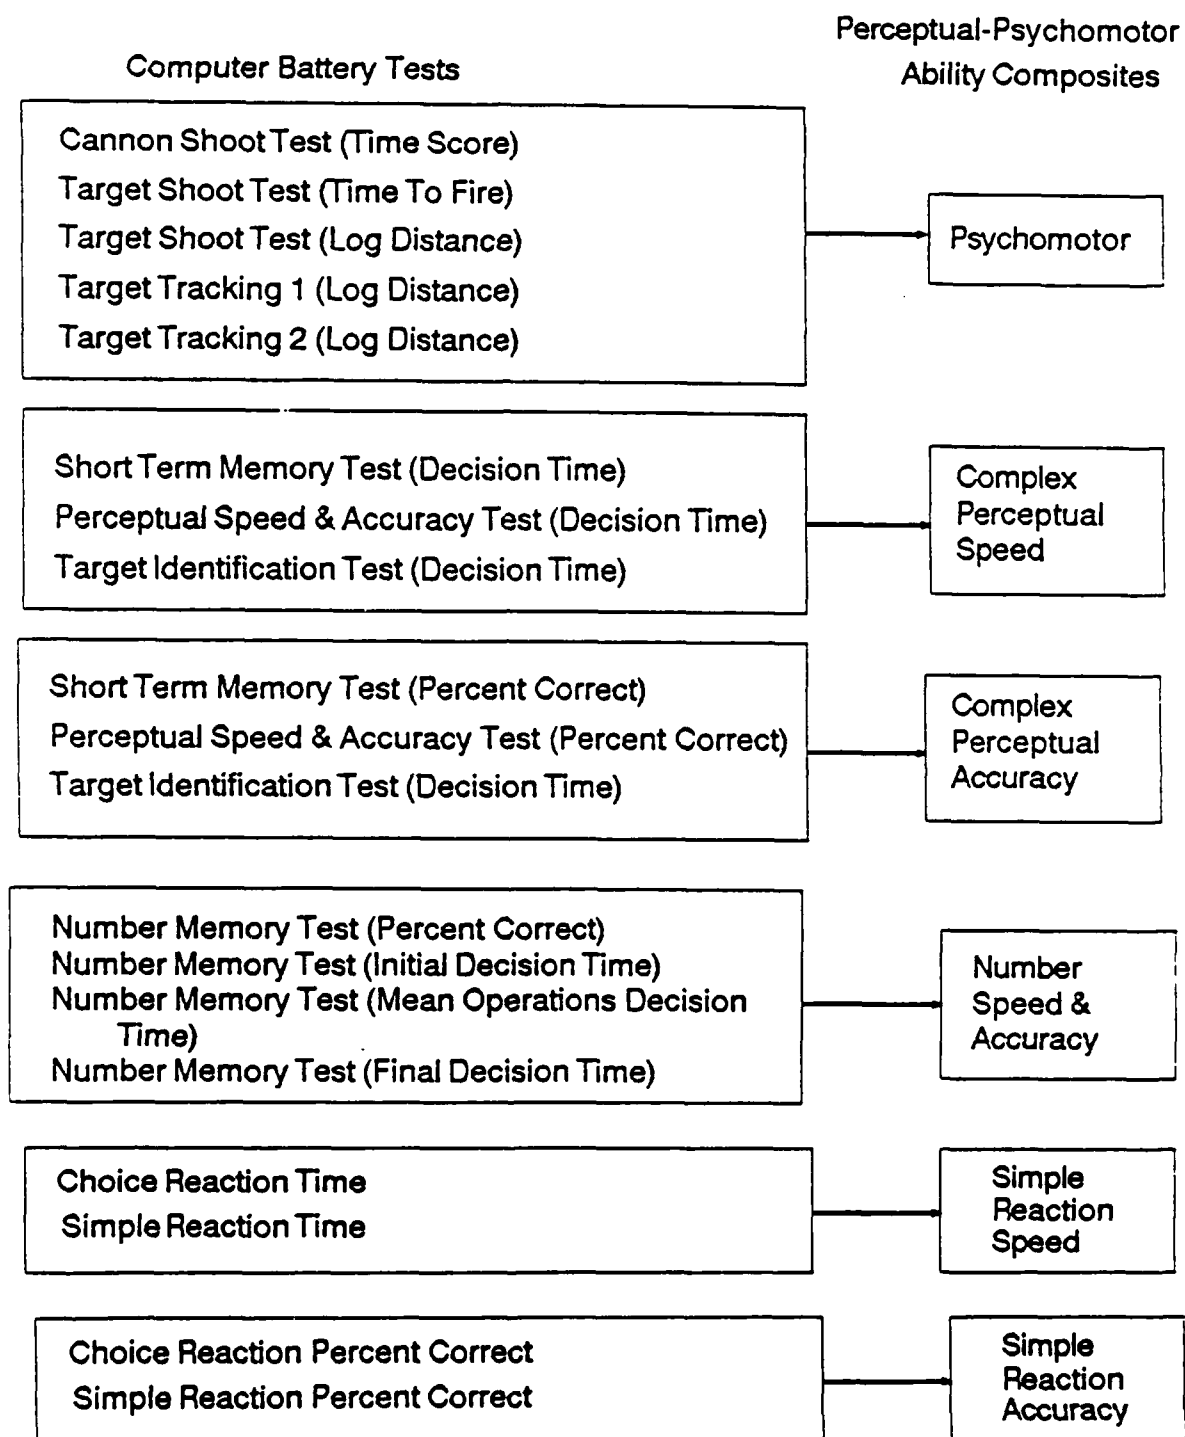 Perceptual-Psychomotor
Computer Battery Tests
Ability Composites
Cannon Shoot Test (Time Score)
Target Shoot Test (Time To Fire)
Target Shoot Test (Log Distance)
Target Tracking 1 (Log Distance)
Target Tracking 2 (Log Distance)
Psychomotor
Short Term Memory Test (Decision Time)
Perceptual Speed & Accuracy Test (Decision Time)
Target Identification Test (Decision Time)
Complex
Perceptual
Speed
Short Term Memory Test (Percent Correct)
Perceptual Speed & Accuracy Test (Percent Correct)
Target Identification Test (Decision Time)
Complex
Perceptual
Accuracy
Number Memory Test (Percent Correct)
Number Memory Test (Initial Decision Time)
Number Memory Test (Mean Operations Decision
Time)
Number Memory Test (Final Decision Time)
Number
Speed &
Accuracy
Choice Reaction Time
Simple Reaction Time
Simple
Reaction
Speed
Choice Reaction Percent Correct
Simple Reaction Percent Correct
Simple
Reaction
Accuracy